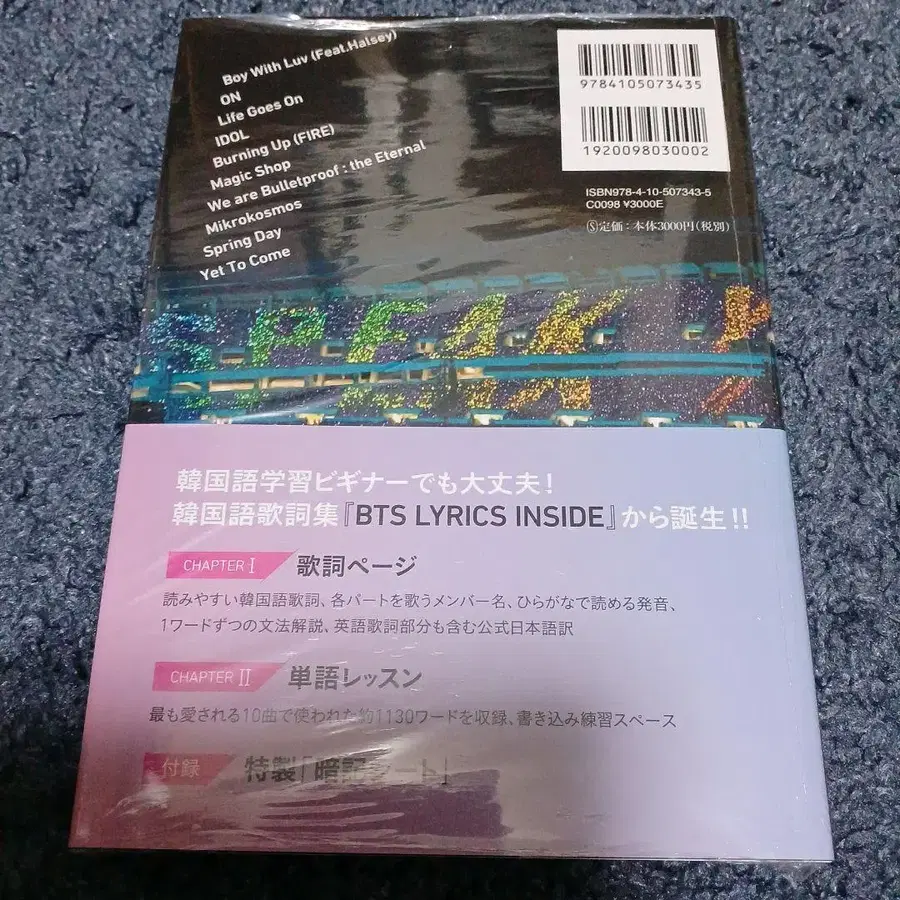 Boy With Luv (Feat.Halsey)
ON
Life Goes On
IDOL
Burning Up (FIRE)
Magic Shop
We are Bulletproof : the Eternal
Mikrokosmos
Spring Day
Yet To Come
9784105073435
1920098030002
ISBN978-4-10-507343-5
C0098 ¥3000E
Ⓢ定価:本体3000円(税別)
SPEAK Y
韓国語学習ビギナーでも大丈夫!
韓国語歌詞集『BTS LYRICS INSIDE』から誕生!!
CHAPTER I 歌詞ページ
読みやすい韓国語歌詞、各パートを歌うメンバー名、ひらがなで読める発音、
1ワードずつの文法解説、英語歌詞部分も含む公式日本語訳
CHAPTER II 単語レッスン
最も愛される10曲で使われた約1130ワードを収録、書き込み練習スペース
付録 特製「暗記シート」